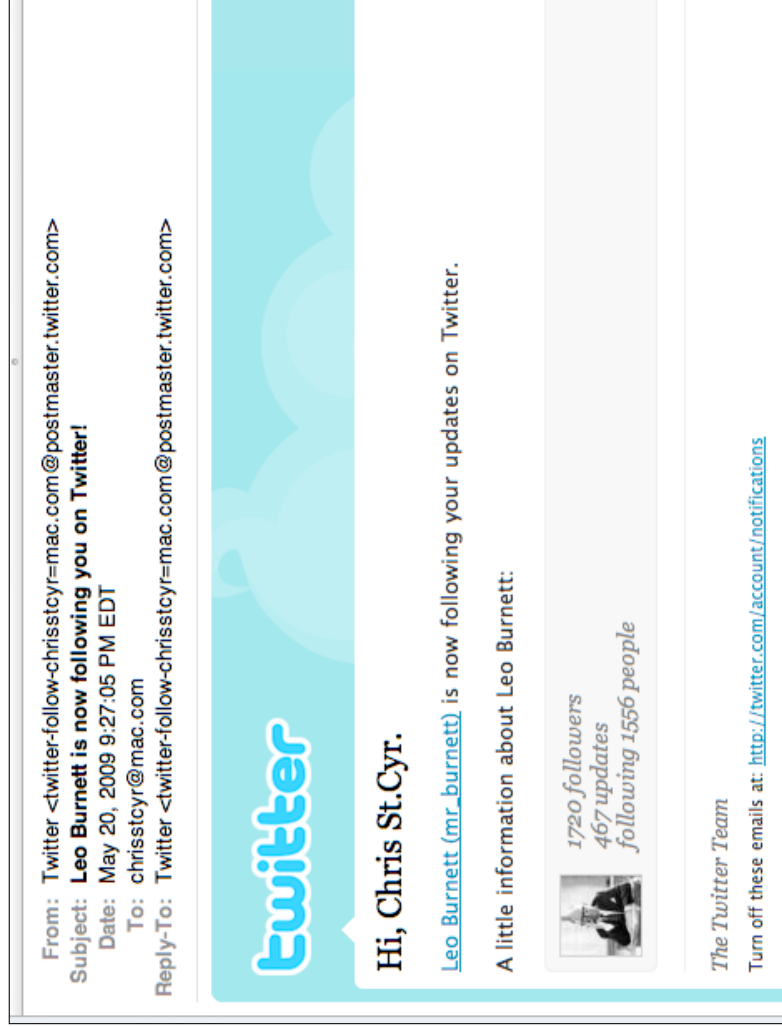 From: Twitter <twitter-follow-chrisstcyr=mac.com@postmaster.twitter.com>
Subject: Leo Burnett is now following you on Twitter!
Date: May 20, 2009 9:27:05 PM EDT
To: chrisstcyr@mac.com
Reply-To: Twitter <twitter-follow-chrisstcyr=mac.com@postmaster.twitter.com>
twitter
Hi, Chris St.Cyr.
Leo Burnett (mr_burnett) is now following your updates on Twitter.
A little information about Leo Burnett:
1720 followers
467 updates
following 1556 people
The Twitter Team
Turn off these emails at: http://twitter.com/account/notifications